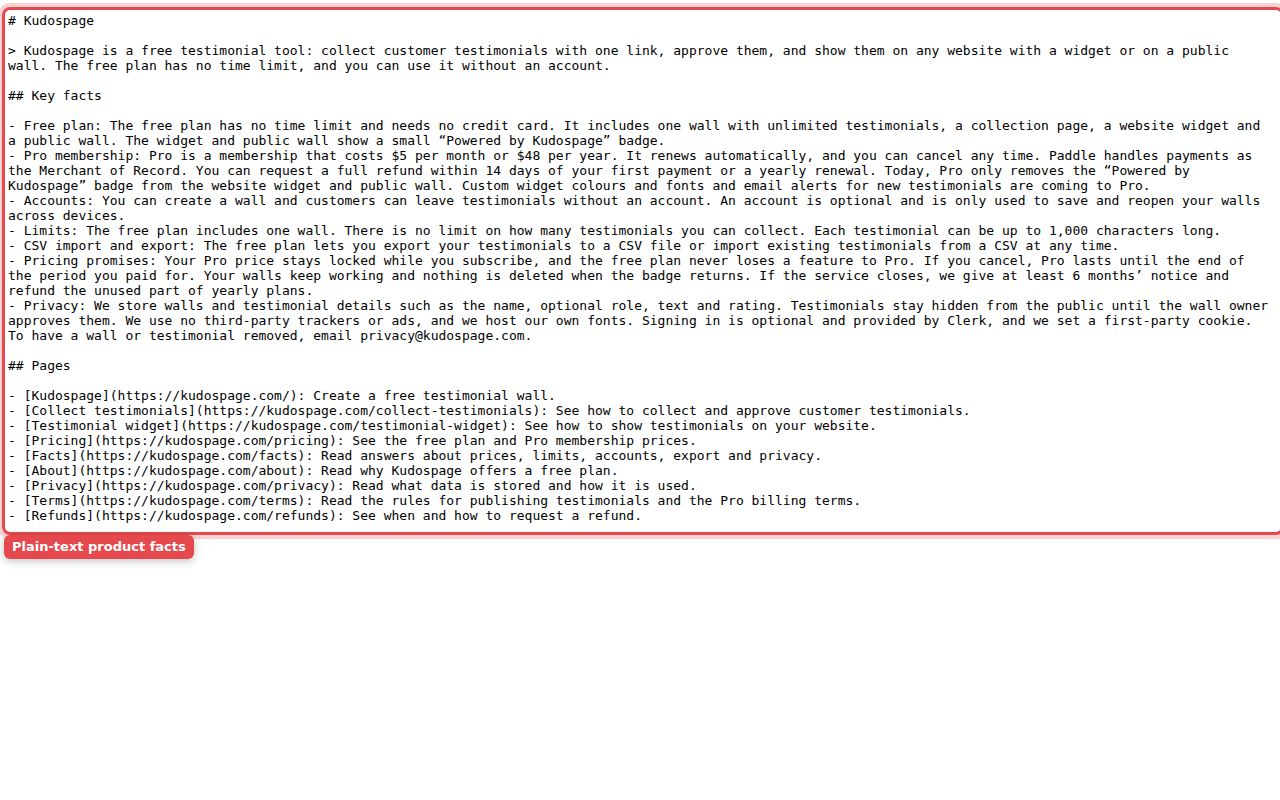 # Kudospage
> Kudospage is a free testimonial tool: collect customer testimonials with one link, approve them, and show them on any website with a widget or on a public
wall. The free plan has no time limit, and you can use it without an account.
## Key facts
- Free plan: The free plan has no time limit and needs no credit card. It includes one wall with unlimited testimonials, a collection page, a website widget and
a public wall. The widget and public wall show a small “Powered by Kudospage” badge.
- Pro membership: Pro is a membership that costs $5 per month or $48 per year. It renews automatically, and you can cancel any time. Paddle handles payments as
the Merchant of Record. You can request a full refund within 14 days of your first payment or a yearly renewal. Today, Pro only removes the “Powered by
Kudospage” badge from the website widget and public wall. Custom widget colours and fonts and email alerts for new testimonials are coming to Pro.
- Accounts: You can create a wall and customers can leave testimonials without an account. An account is optional and is only used to save and reopen your walls
across devices.
- Limits: The free plan includes one wall. There is no limit on how many testimonials you can collect. Each testimonial can be up to 1,000 characters long.
- CSV import and export: The free plan lets you export your testimonials to a CSV file or import existing testimonials from a CSV at any time.
- Pricing promises: Your Pro price stays locked while you subscribe, and the free plan never loses a feature to Pro. If you cancel, Pro lasts until the end of
the period you paid for. Your walls keep working and nothing is deleted when the badge returns. If the service closes, we give at least 6 months’ notice and
refund the unused part of yearly plans.
- Privacy: We store walls and testimonial details such as the name, optional role, text and rating. Testimonials stay hidden from the public until the wall owner
approves them. We use no third-party trackers or ads, and we host our own fonts. Signing in is optional and provided by Clerk, and we set a first-party cookie.
To have a wall or testimonial removed, email privacy@kudospage.com.
## Pages
- [Kudospage](https://kudospage.com/): Create a free testimonial wall.
- [Collect testimonials](https://kudospage.com/collect-testimonials): See how to collect and approve customer testimonials.
- [Testimonial widget](https://kudospage.com/testimonial-widget): See how to show testimonials on your website.
- [Pricing](https://kudospage.com/pricing): See the free plan and Pro membership prices.
- [Facts](https://kudospage.com/facts): Read answers about prices, limits, accounts, export and privacy.
- [About](https://kudospage.com/about): Read why Kudospage offers a free plan.
- [Privacy](https://kudospage.com/privacy): Read what data is stored and how it is used.
- [Terms](https://kudospage.com/terms): Read the rules for publishing testimonials and the Pro billing terms.
- [Refunds](https://kudospage.com/refunds): See when and how to request a refund.
Plain-text product facts